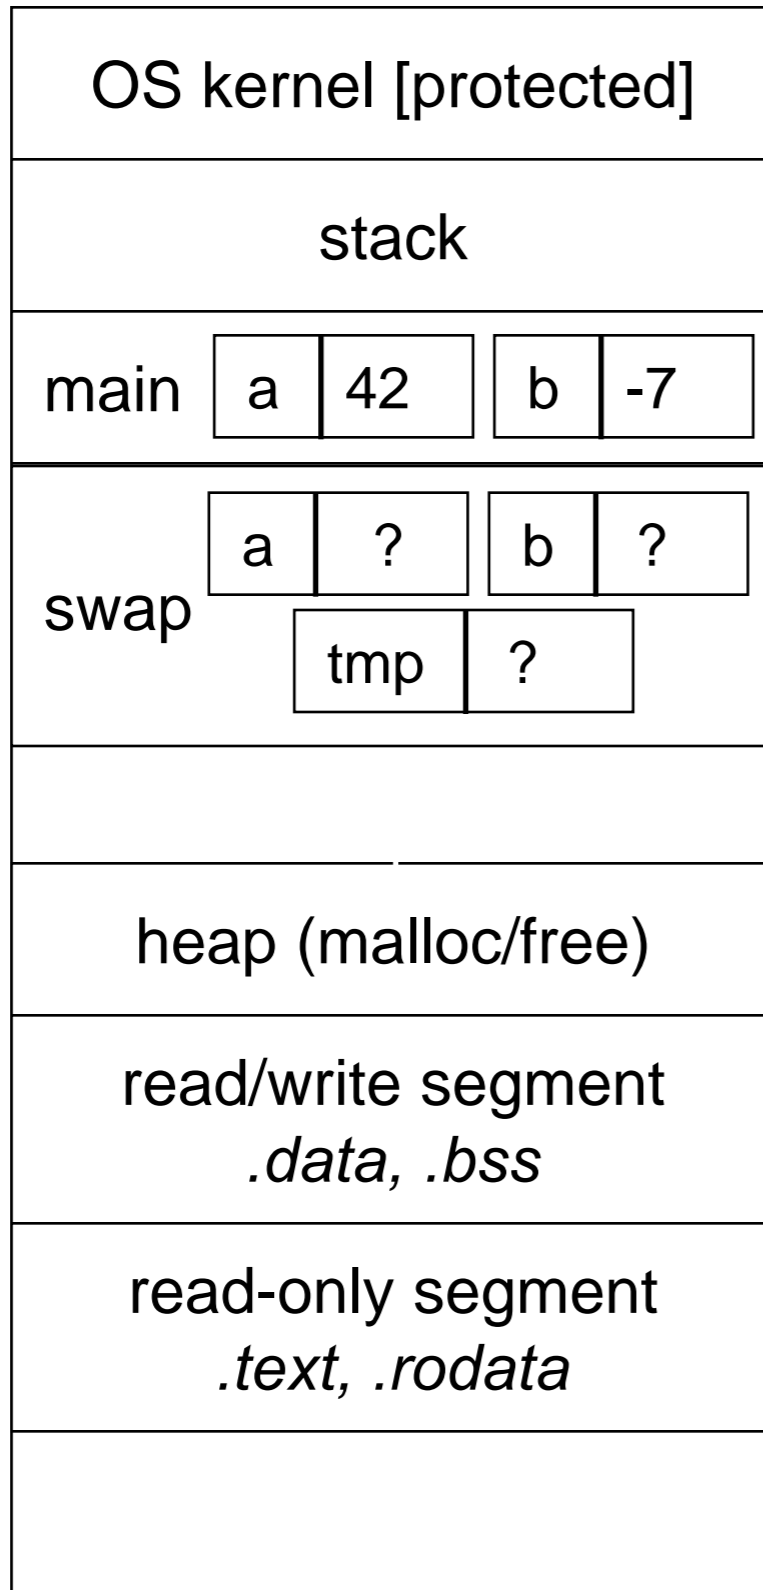 OS kernel [protected]
stack
main a 42 b -7
a ? b ?
swap
tmp ?
heap (malloc/free)
read/write segment
.data, .bss
read-only segment
.text, .rodata